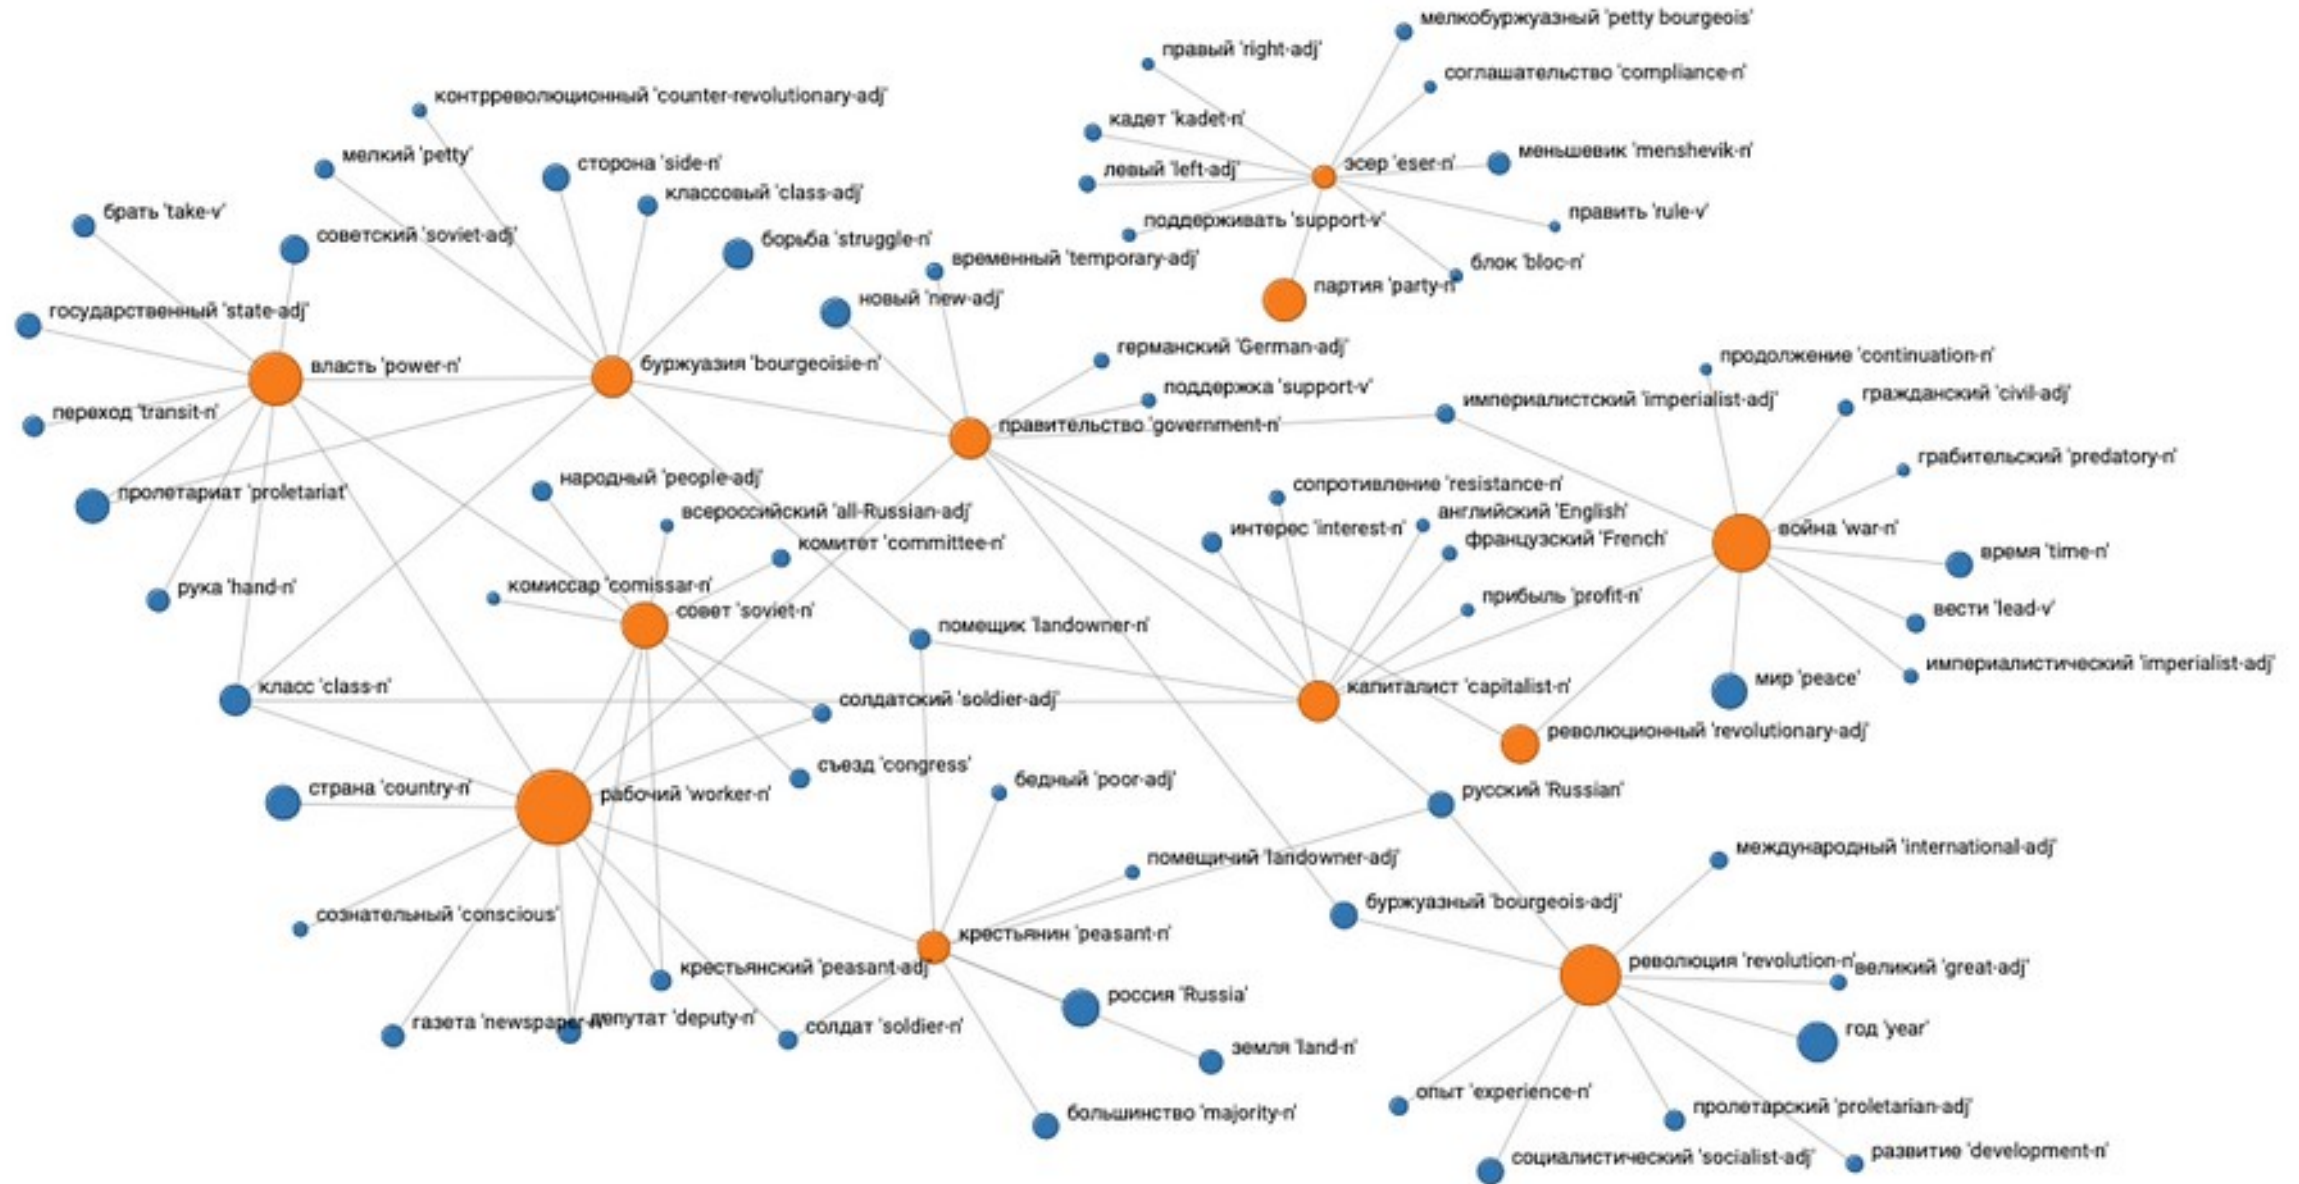 мелкобуржуазный 'petty bourgeois'
правый 'right-adj'
соглашательство 'compliance-n'
контрреволюционный 'counter-revolutionary-adj'
кадет 'kadet-n'
мелкий 'petty'
сторона 'side-n'
эсер 'eser-n'
меньшевик 'menshevik-n'
левый 'left-adj'
классовый 'class-adj'
брать 'take-v'
поддерживать 'support-v'
править 'rule-v'
советский 'soviet-adj'
борьба 'struggle-n'
временный 'temporary-adj'
блок 'bloc-n'
партия 'party-n'
новый 'new-adj'
государственный 'state-adj'
германский 'German-adj'
продолжение 'continuation-n'
власть 'power-n'
буржуазия 'bourgeoisie-n'
поддержка 'support-v'
гражданский 'civil-adj'
империалистский 'imperialist-adj'
переход 'transit-n'
правительство 'government-n'
грабительский 'predatory-n'
народный 'people-adj'
сопротивление 'resistance-n'
пролетариат 'proletariat'
всероссийский 'all-Russian-adj'
английский 'English'
интерес 'interest-n'
война 'war-n'
французский 'French'
комитет 'committee-n'
время 'time-n'
рука 'hand-n'
комиссар 'comissar-n'
прибыль 'profit-n'
совет 'soviet-n'
вести 'lead-v'
помещик 'landowner-n'
империалистический 'imperialist-adj'
мир 'peace'
класс 'class-n'
капиталист 'capitalist-n'
солдатский 'soldier-adj'
революционный 'revolutionary-adj'
съезд 'congress'
бедный 'poor-adj'
страна 'country-n'
рабочий 'worker-n'
русский 'Russian'
международный 'international-adj'
помещичий 'landowner-adj'
буржуазный 'bourgeois-adj'
сознательный 'conscious'
крестьянин 'peasant-n'
революция 'revolution-n'
великий 'great-adj'
крестьянский 'peasant-adj'
россия 'Russia'
газета 'newspaper-n'
депутат 'deputy-n'
солдат 'soldier-n'
год 'year'
земля 'land-n'
опыт 'experience-n'
большинство 'majority-n'
пролетарский 'proletarian-adj'
социалистический 'socialist-adj'
развитие 'development-n'